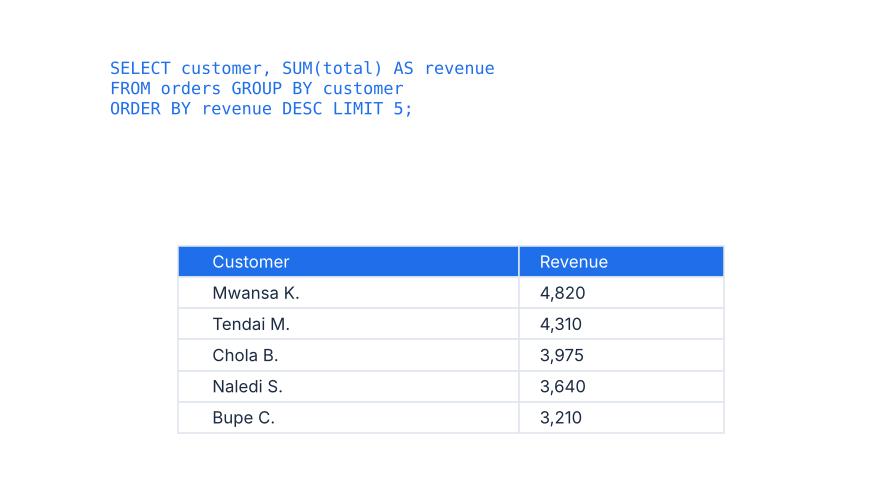 SELECT customer, SUM(total) AS revenue
FROM orders GROUP BY customer
ORDER BY revenue DESC LIMIT 5;
Customer Revenue
Mwansa K. 4,820
Tendai M. 4,310
Chola B. 3,975
Naledi S. 3,640
Bupe C. 3,210